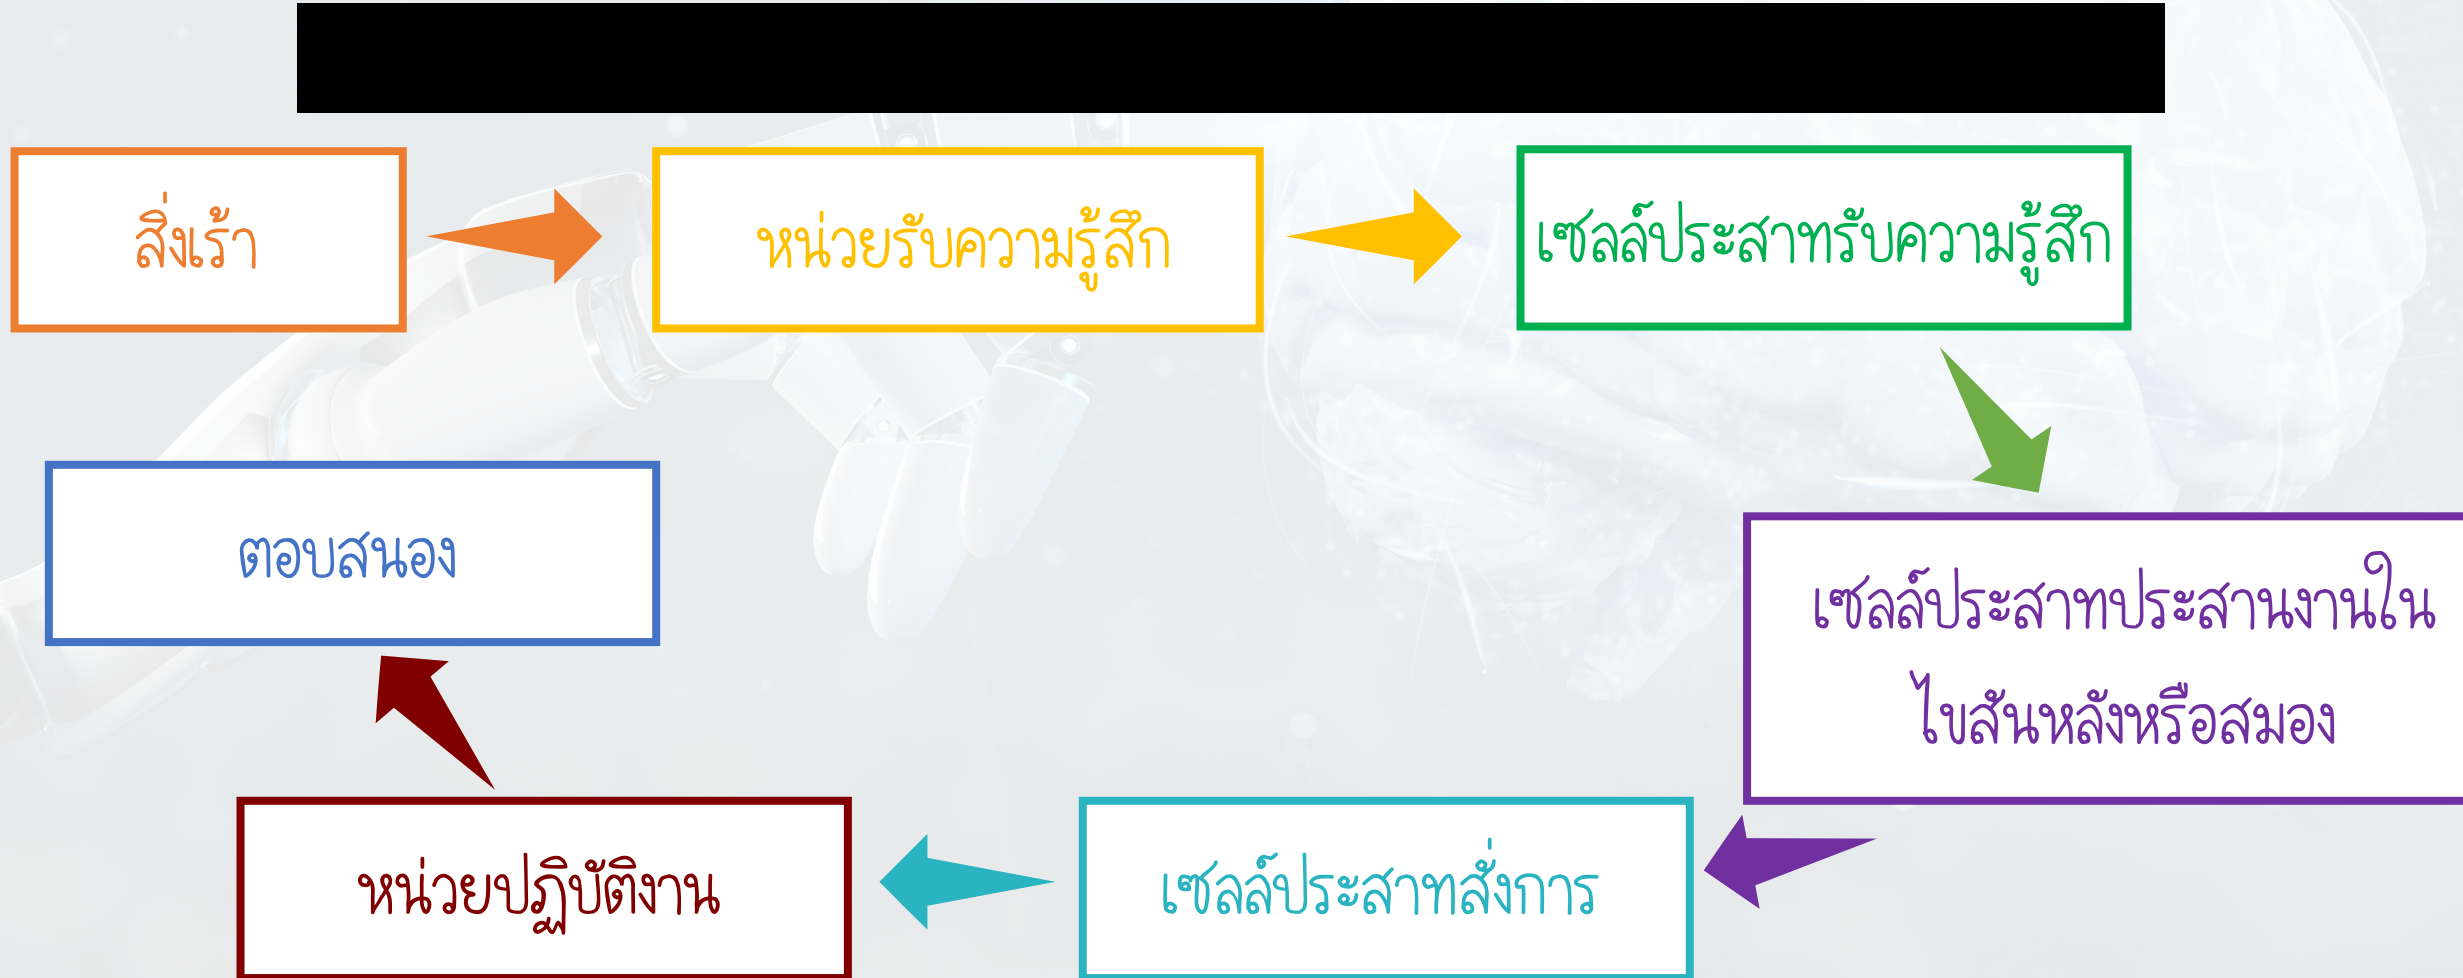 สิ่งเร้า
หน่วยรับความรู้สึก
เซลล์ประสาทรับความรู้สึก
เซลล์ประสาทประสานงานใน
ไขสันหลังหรือสมอง
เซลล์ประสาทสั่งการ
หน่วยปฏิบัติงาน
ตอบสนอง